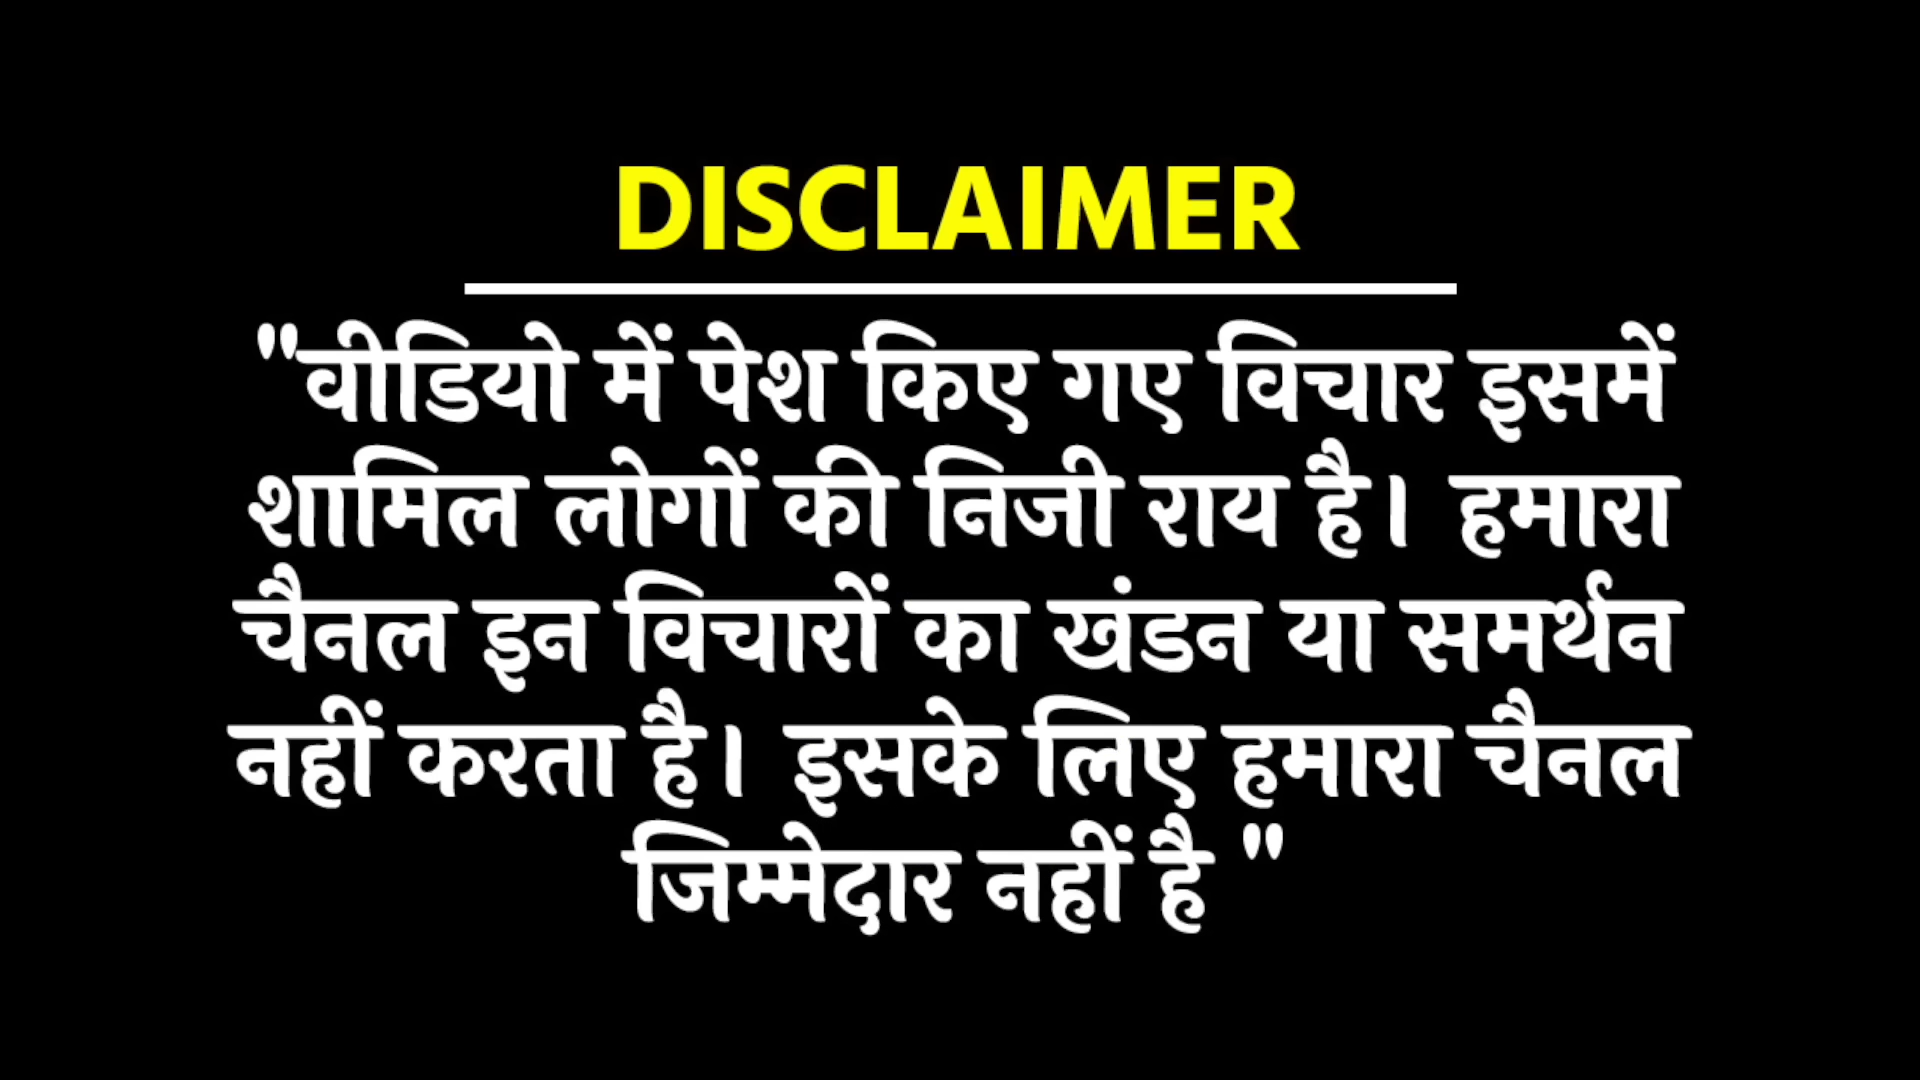 DISCLAIMER
"वीडियो में पेश किए गए विचार इसमें
शामिल लोगों की निजी राय है। हमारा
चैनल इन विचारों का खंडन या समर्थन
नहीं करता है। इसके लिए हमारा चैनल
जिम्मेदार नहीं है "